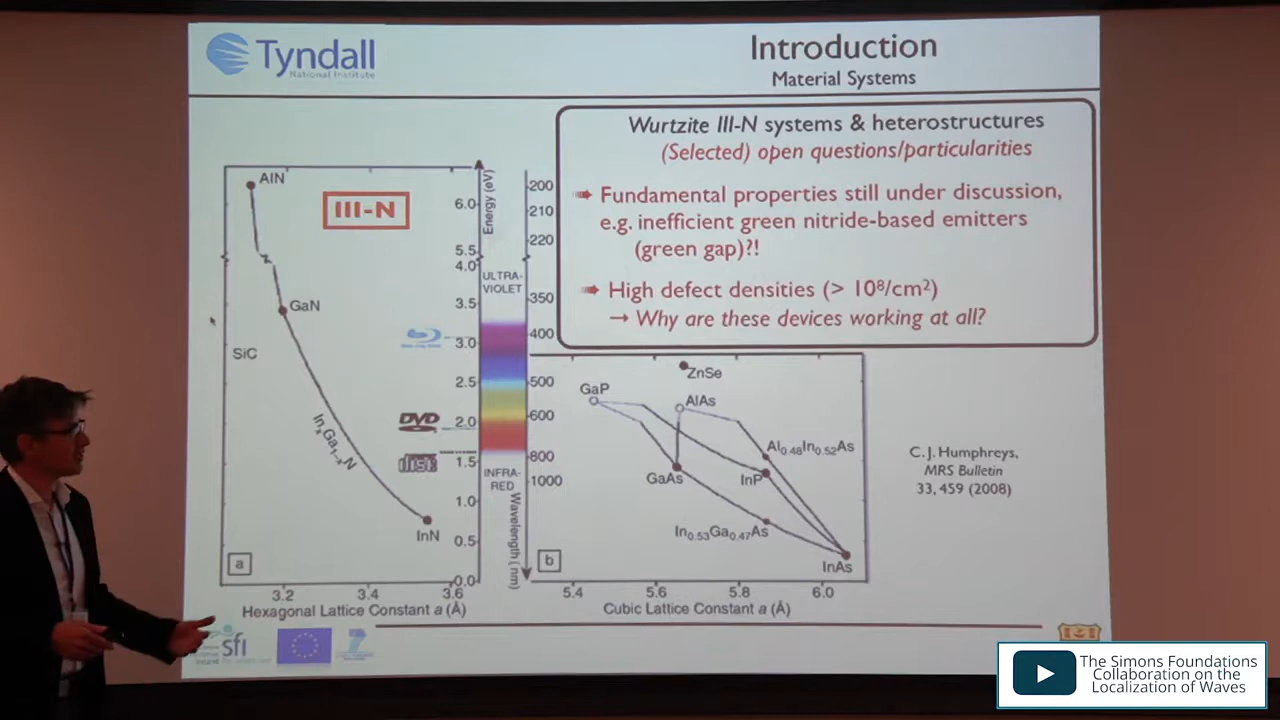 Tyndall
National Institute
Introduction
Material Systems
Wurtzite III-N systems & heterostructures
(Selected) open questions/particularities
Fundamental properties still under discussion,
e.g. inefficient green nitride-based emitters
(green gap)?!
High defect densities (> 10⁸/cm²)
→ Why are these devices working at all?
AlN
III-N
GaN
SiC
InₓGa₁₋ₓN
InN
a
6.0
5.5
4.0
3.5
3.0
2.5
2.0
1.5
1.0
0.5
0.0
Energy (eV)
ULTRA-
VIOLET
DVD
disc
INFRA-
RED
Wavelength (nm)
200
210
220
350
400
500
600
800
1000
3.2
3.4
3.6
Hexagonal Lattice Constant a (Å)
ZnSe
GaP
AlAs
Al₀.₄₈In₀.₅₂As
GaAs
InP
In₀.₅₃Ga₀.₄₇As
InAs
b
5.4
5.6
5.8
6.0
Cubic Lattice Constant a (Å)
C. J. Humphreys,
MRS Bulletin
33, 459 (2008)
sfi
The Simons Foundations
Collaboration on the
Localization of Waves